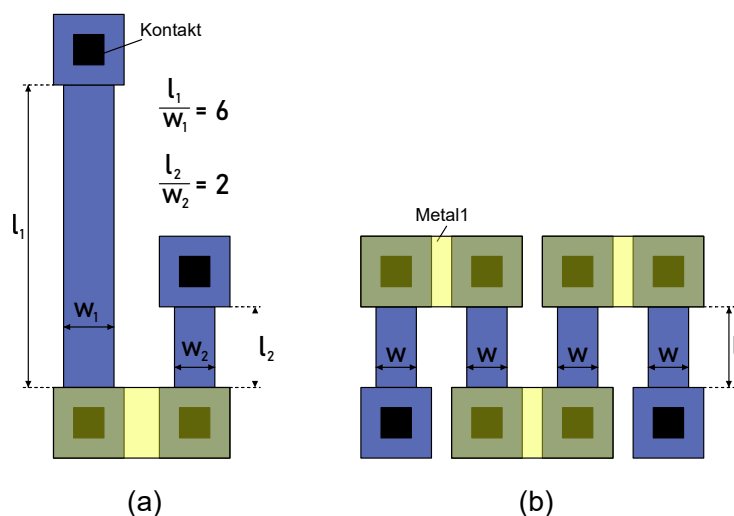 Kontakt
l1/w1 = 6
l2/w2 = 2
l1
w1
w2
l2
Metal1
w w w w
l
(a) (b)